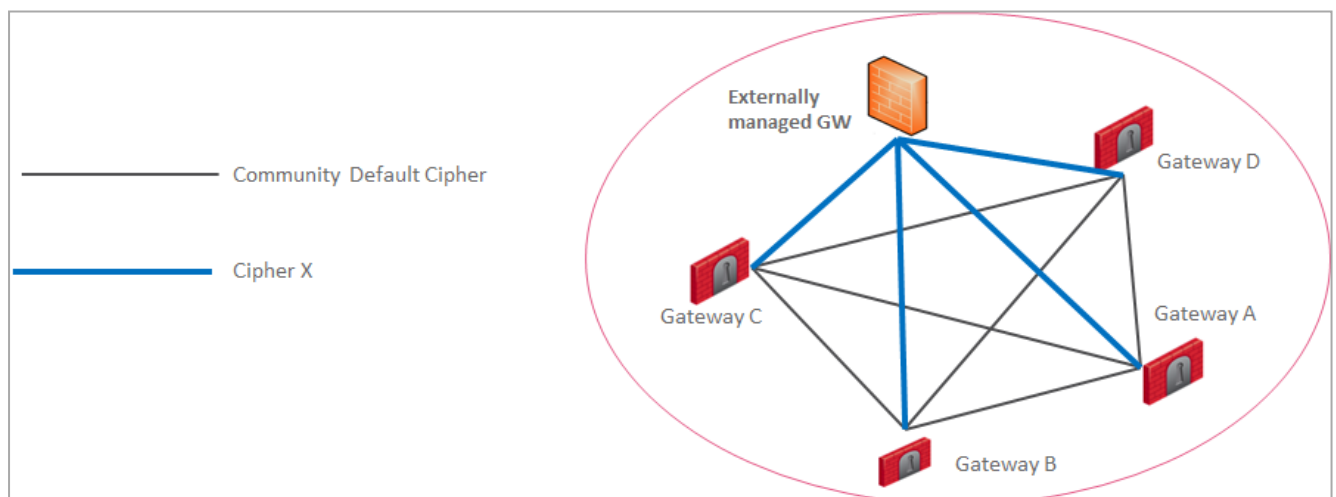 Community Default Cipher
Cipher X
Externally
managed GW
Gateway D
Gateway C
Gateway A
Gateway B